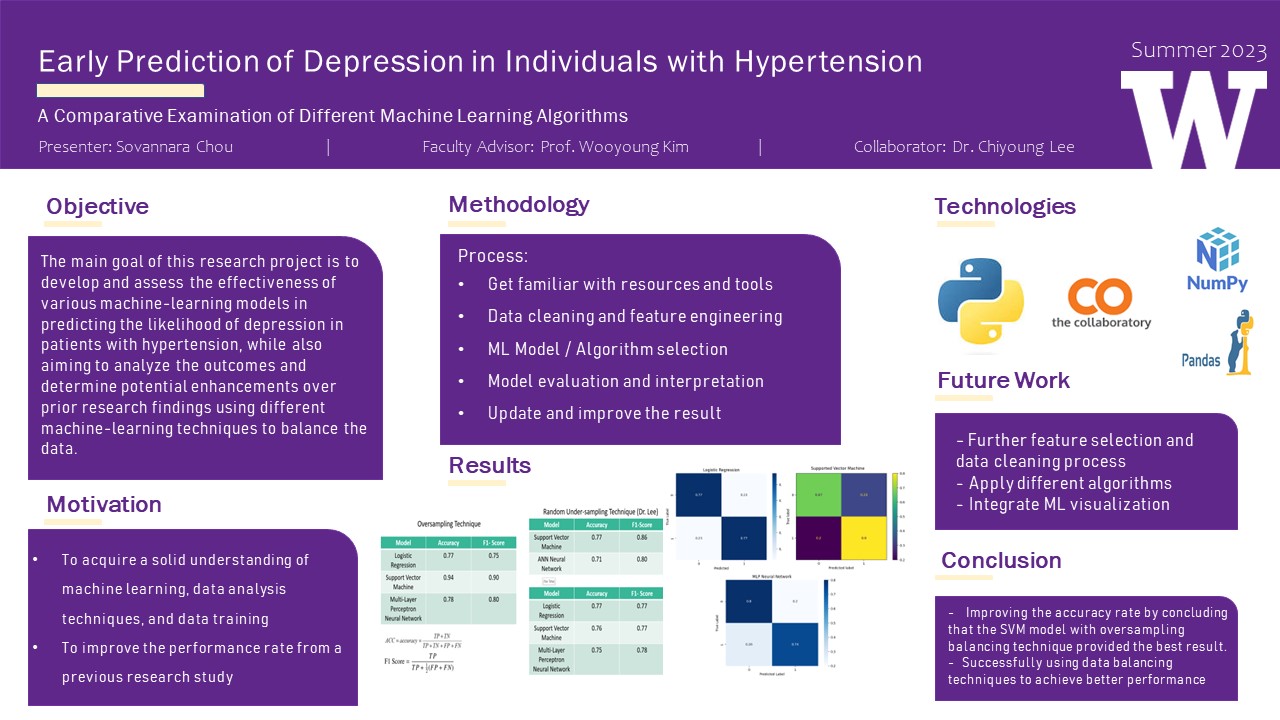 Early Prediction of Depression in Individuals with Hypertension
A Comparative Examination of Different Machine Learning Algorithms
Presenter: Sovannara Chou | Faculty Advisor: Prof. Wooyoung Kim | Collaborator: Dr. Chiyoung Lee
Summer 2023
W
Objective
The main goal of this research project is to
develop and assess the effectiveness of
various machine-learning models in
predicting the likelihood of depression in
patients with hypertension, while also
aiming to analyze the outcomes and
determine potential enhancements over
prior research findings using different
machine-learning techniques to balance the
data.
Motivation
• To acquire a solid understanding of
machine learning, data analysis
techniques, and data training
• To improve the performance rate from a
previous research study
Methodology
Process:
• Get familiar with resources and tools
• Data cleaning and feature engineering
• ML Model / Algorithm selection
• Model evaluation and interpretation
• Update and improve the result
Results
Oversampling Technique
Model Accuracy F1- Score
Logistic Regression 0.77 0.75
Support Vector Machine 0.94 0.90
Multi-Layer Perceptron Neural Network 0.78 0.80
ACC = accuracy = TP+TN / TP+TN+FP+FN
F1 Score = TP / TP + ½(FP + FN)
Random Under-sampling Technique (Dr. Lee)
Model Accuracy F1-Score
Support Vector Machine 0.77 0.86
ANN Neural Network 0.71 0.80
Model Accuracy F1- Score
Logistic Regression 0.77 0.77
Support Vector Machine 0.76 0.77
Multi-Layer Perceptron Neural Network 0.75 0.78
Logistic Regression
True Label
Predicted
Supported Vector Machine
True Label
Predicted label
MLP Neural Network
True Label
Predicted Label
Technologies
NumPy
CO
the collaboratory
Pandas
Future Work
- Further feature selection and
data cleaning process
- Apply different algorithms
- Integrate ML visualization
Conclusion
- Improving the accuracy rate by concluding
that the SVM model with oversampling
balancing technique provided the best result.
- Successfully using data balancing
techniques to achieve better performance